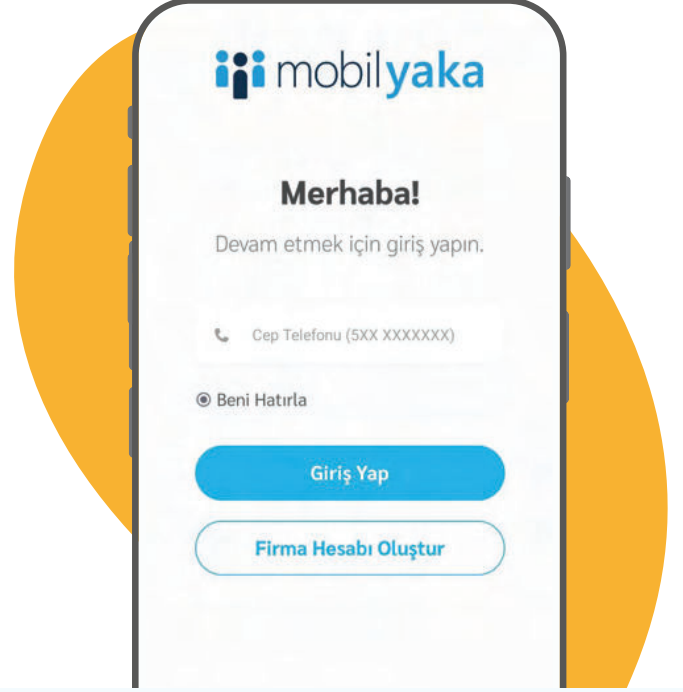 mobilyaka
Merhaba!
Devam etmek için giriş yapın.
Cep Telefonu (5XX XXXXXXX)
Beni Hatırla
Giriş Yap
Firma Hesabı Oluştur